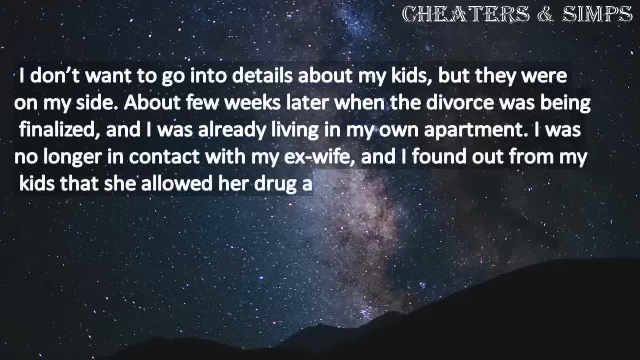 CHEATERS & SIMPS
I don’t want to go into details about my kids, but they were
on my side. About few weeks later when the divorce was being
finalized, and I was already living in my own apartment. I was
no longer in contact with my ex-wife, and I found out from my
kids that she allowed her drug a